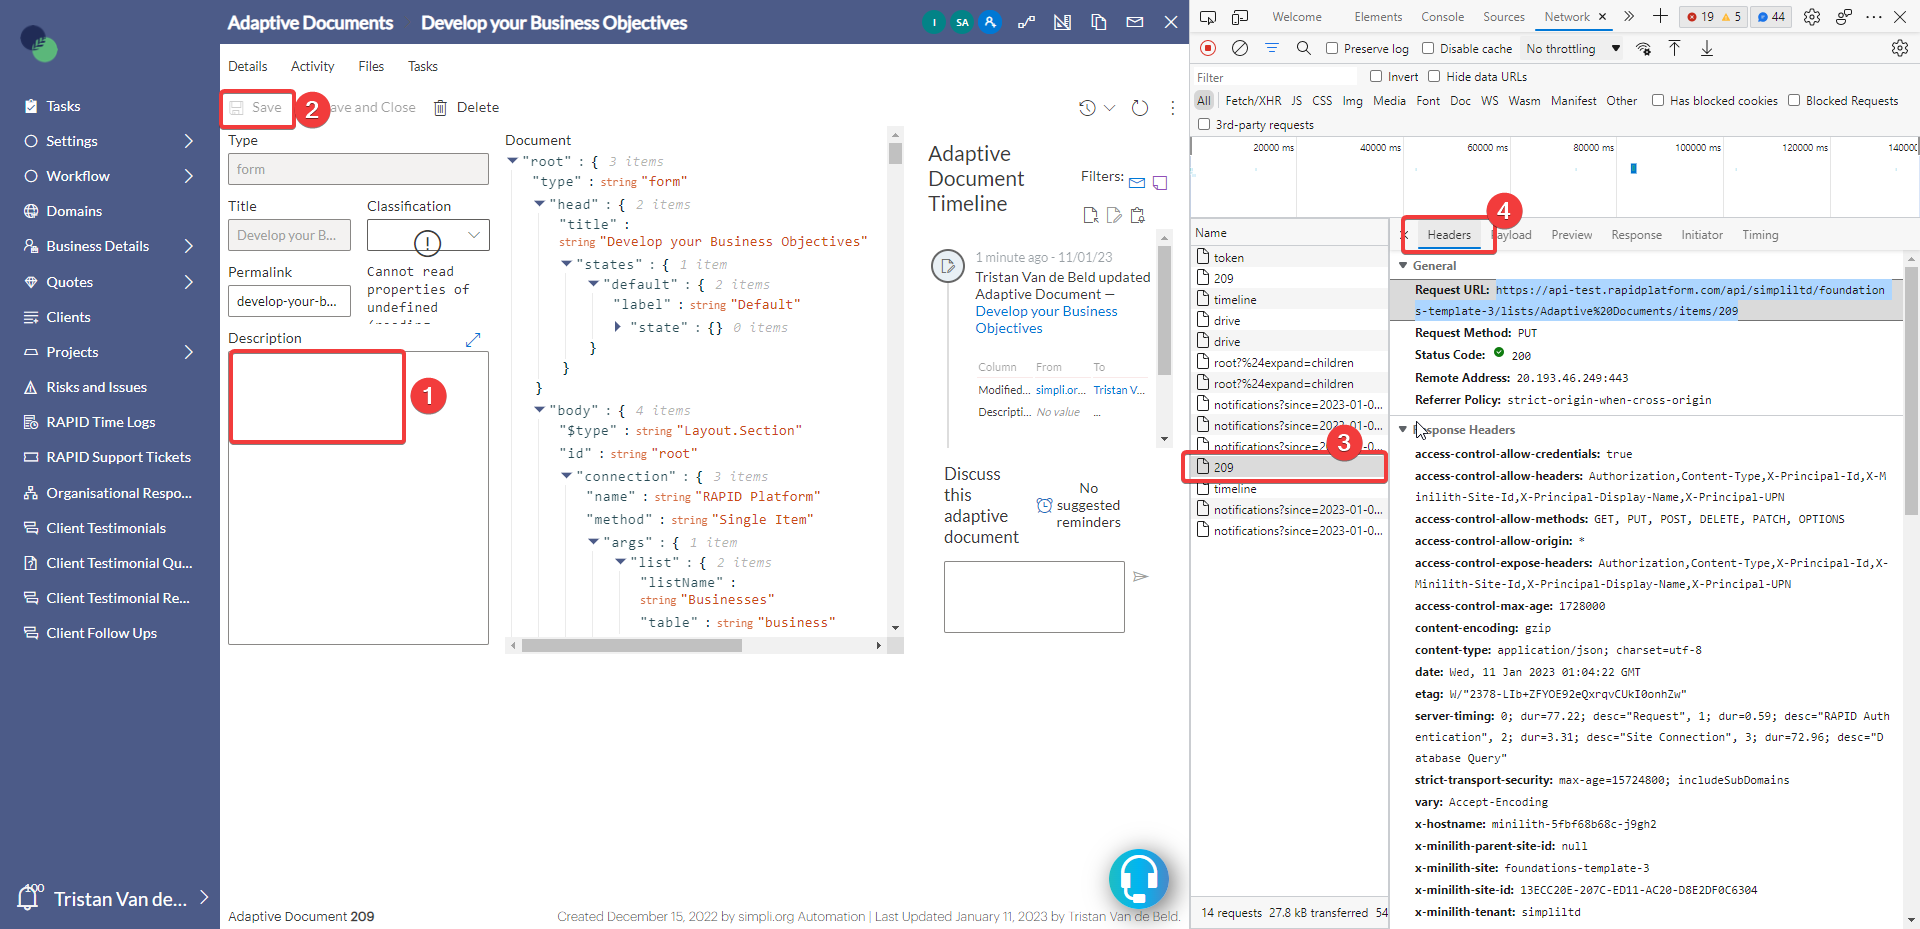 Adaptive Documents
Develop your Business Objectives
I
SA
Details
Activity
Files
Tasks
Save
2
ve and Close
Delete
Type
form
Title
Develop your B...
Classification
Permalink
develop-your-b...
Cannot read
properties of
undefined
Description
1
Tasks
Settings
Workflow
Domains
Business Details
Quotes
Clients
Projects
Risks and Issues
RAPID Time Logs
RAPID Support Tickets
Organisational Respo...
Client Testimonials
Client Testimonial Qu...
Client Testimonial Re...
Client Follow Ups
100
Tristan Van de...
Document
"root" : { 3 items
"type" : string "form"
"head" : { 2 items
"title" :
string "Develop your Business Objectives"
"states" : { 1 item
"default" : { 2 items
"label" : string "Default"
"state" : {} 0 items
}
}
}
"body" : { 4 items
"$type" : string "Layout.Section"
"id" : string "root"
"connection" : { 3 items
"name" : string "RAPID Platform"
"method" : string "Single Item"
"args" : { 1 item
"list" : { 2 items
"listName" :
string "Businesses"
"table" : string "business"
Adaptive
Document
Timeline
Filters:
1 minute ago - 11/01/23
Tristan Van de Beld updated
Adaptive Document —
Develop your Business
Objectives
Column From To
Modified... simpli.or... Tristan V...
Descripti... No value ...
Discuss
this
adaptive
document
No
suggested
reminders
Adaptive Document 209
Created December 15, 2022 by simpli.org Automation | Last Updated January 11, 2023 by Tristan Van de Beld.
Welcome
Elements
Console
Sources
Network
19
5
44
Preserve log
Disable cache
No throttling
Filter
Invert
Hide data URLs
All
Fetch/XHR JS CSS Img Media Font Doc WS Wasm Manifest Other
Has blocked cookies
Blocked Requests
3rd-party requests
20000 ms
40000 ms
60000 ms
80000 ms
100000 ms
120000 ms
14000
Name
token
209
timeline
drive
drive
root?%24expand=children
root?%24expand=children
notifications?since=2023-01-0...
notifications?since=2023-01-0...
notifications?since=2
3
209
timeline
notifications?since=2023-01-0...
notifications?since=2023-01-0...
14 requests 27.8 kB transferred 54
4
Headers
yload
Preview
Response
Initiator
Timing
General
Request URL: https://api-test.rapidplatform.com/api/simpliltd/foundation
s-template-3/lists/Adaptive%20Documents/items/209
Request Method: PUT
Status Code: 200
Remote Address: 20.193.46.249:443
Referrer Policy: strict-origin-when-cross-origin
sponse Headers
access-control-allow-credentials: true
access-control-allow-headers: Authorization,Content-Type,X-Principal-Id,X-M
inilith-Site-Id,X-Principal-Display-Name,X-Principal-UPN
access-control-allow-methods: GET, PUT, POST, DELETE, PATCH, OPTIONS
access-control-allow-origin: *
access-control-expose-headers: Authorization,Content-Type,X-Principal-Id,X-
Minilith-Site-Id,X-Principal-Display-Name,X-Principal-UPN
access-control-max-age: 1728000
content-encoding: gzip
content-type: application/json; charset=utf-8
date: Wed, 11 Jan 2023 01:04:22 GMT
etag: W/"2378-LIb+ZFYOE92eQxrqvCUkI0onhZw"
server-timing: 0; dur=77.22; desc="Request", 1; dur=0.59; desc="RAPID Auth
entication", 2; dur=3.31; desc="Site Connection", 3; dur=72.96; desc="D
atabase Query"
strict-transport-security: max-age=15724800; includeSubDomains
vary: Accept-Encoding
x-hostname: minilith-5fbf68b68c-j9gh2
x-minilith-parent-site-id: null
x-minilith-site: foundations-template-3
x-minilith-site-id: 13ECC20E-207C-ED11-AC20-D8E2DF0C6304
x-minilith-tenant: simpliltd